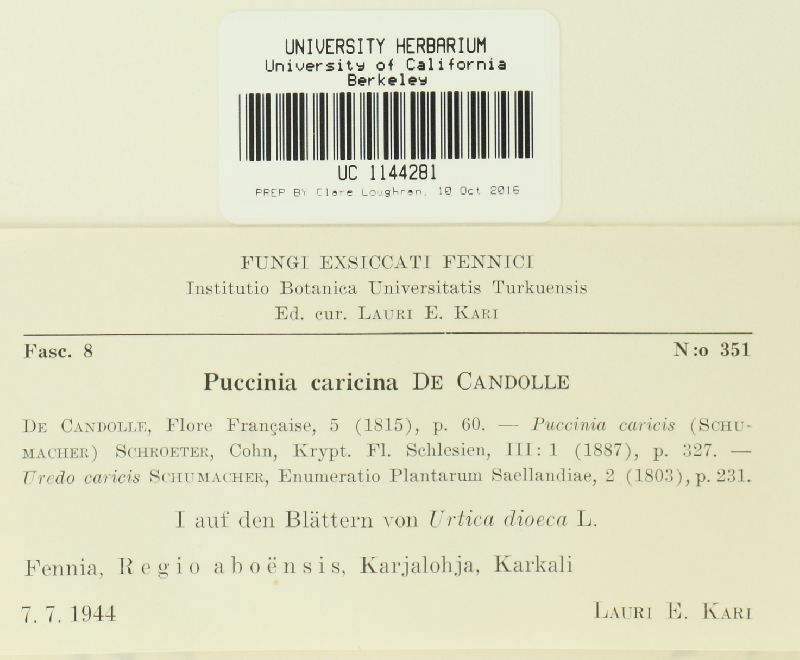 UNIVERSITY HERBARIUM
University of California
Berkeley
UC 1144281
PREP BY Clare Loughran, 10 Oct 2016
FUNGI EXSICCATI FENNICI
Institutio Botanica Universitatis Turkuensis
Ed. cur. LAURI E. KARI
Fasc. 8 N:o 351
Puccinia caricina DE CANDOLLE
DE CANDOLLE, Flore Française, 5 (1815), p. 60. — Puccinia caricis (SCHU-
MACHER) SCHROETER, Cohn, Krypt. Fl. Schlesien, III: 1 (1887), p. 327. —
Uredo caricis SCHUMACHER, Enumeratio Plantarum Saellandiae, 2 (1803), p. 231.
I auf den Blättern von Urtica dioeca L.
Fennia, Regio aboënsis, Karjalohja, Karkali
7. 7. 1944 LAURI E. KARI